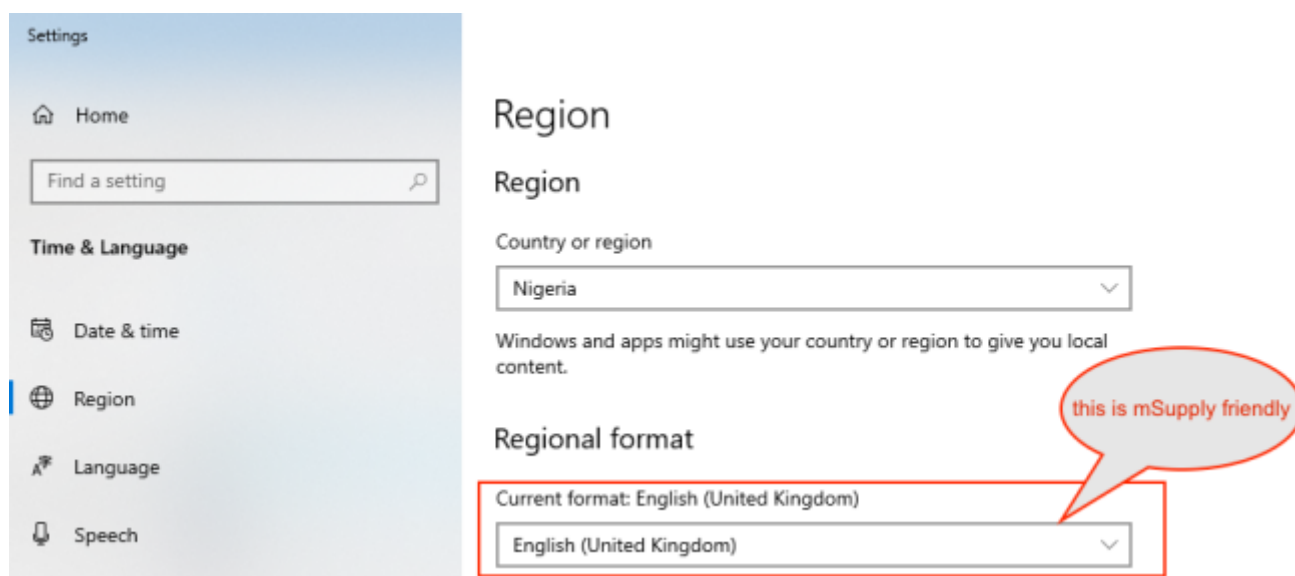 Settings
Home
Find a setting
Time & Language
Date & time
Region
Language
Speech
Region
Region
Country or region
Nigeria
Windows and apps might use your country or region to give you local
content.
this is mSupply friendly
Regional format
Current format: English (United Kingdom)
English (United Kingdom)